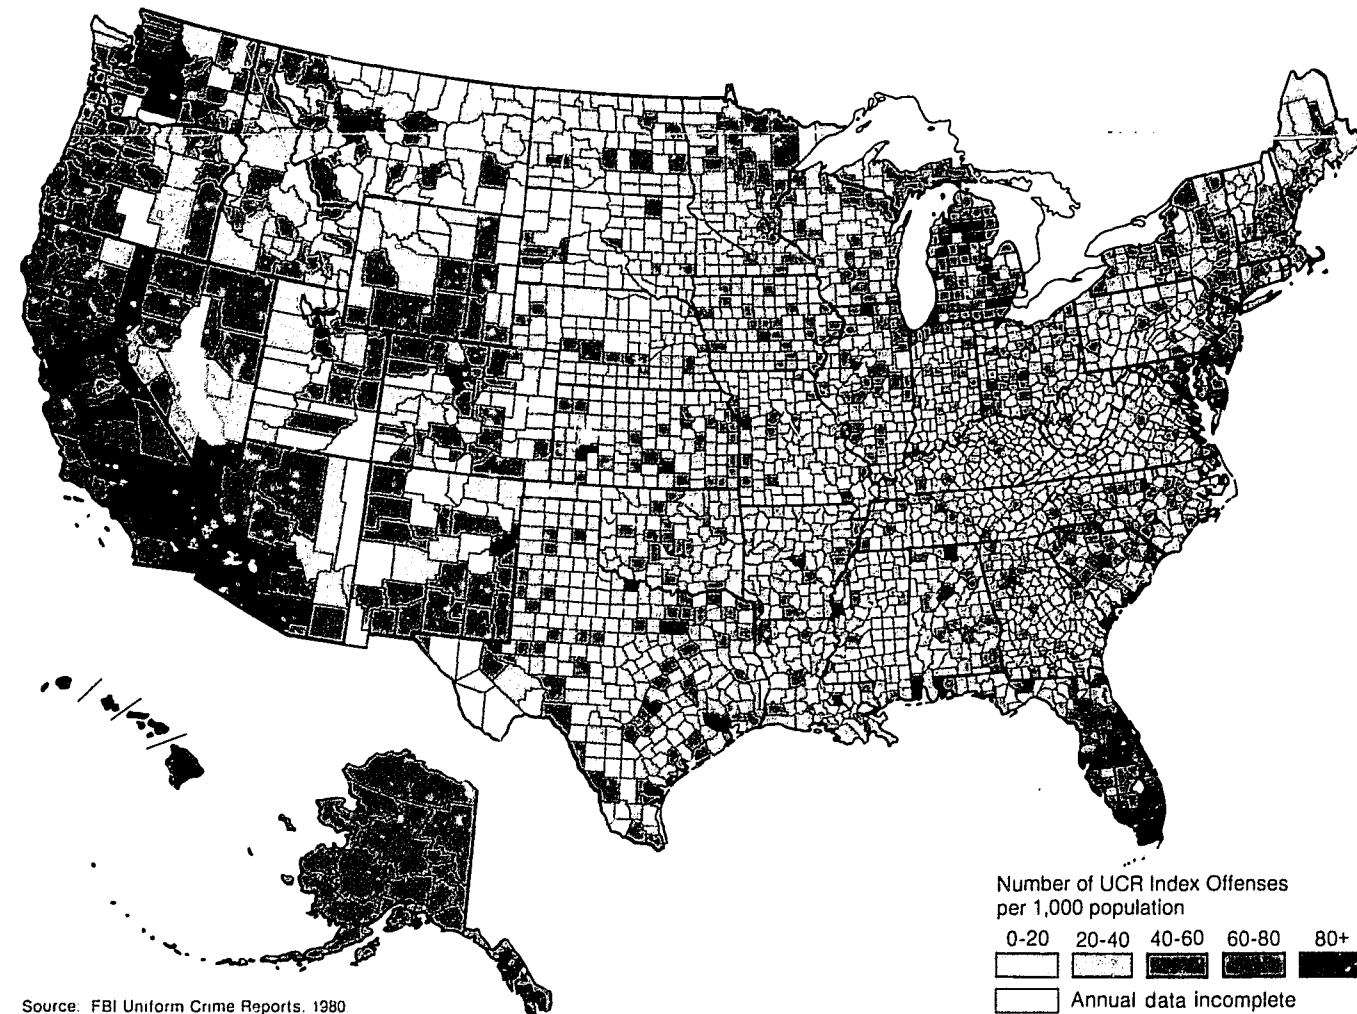 Number of UCR Index Offenses
per 1,000 population
0-20 20-40 40-60 60-80 80+
Annual data incomplete
Source: FBI Uniform Crime Reports, 1980